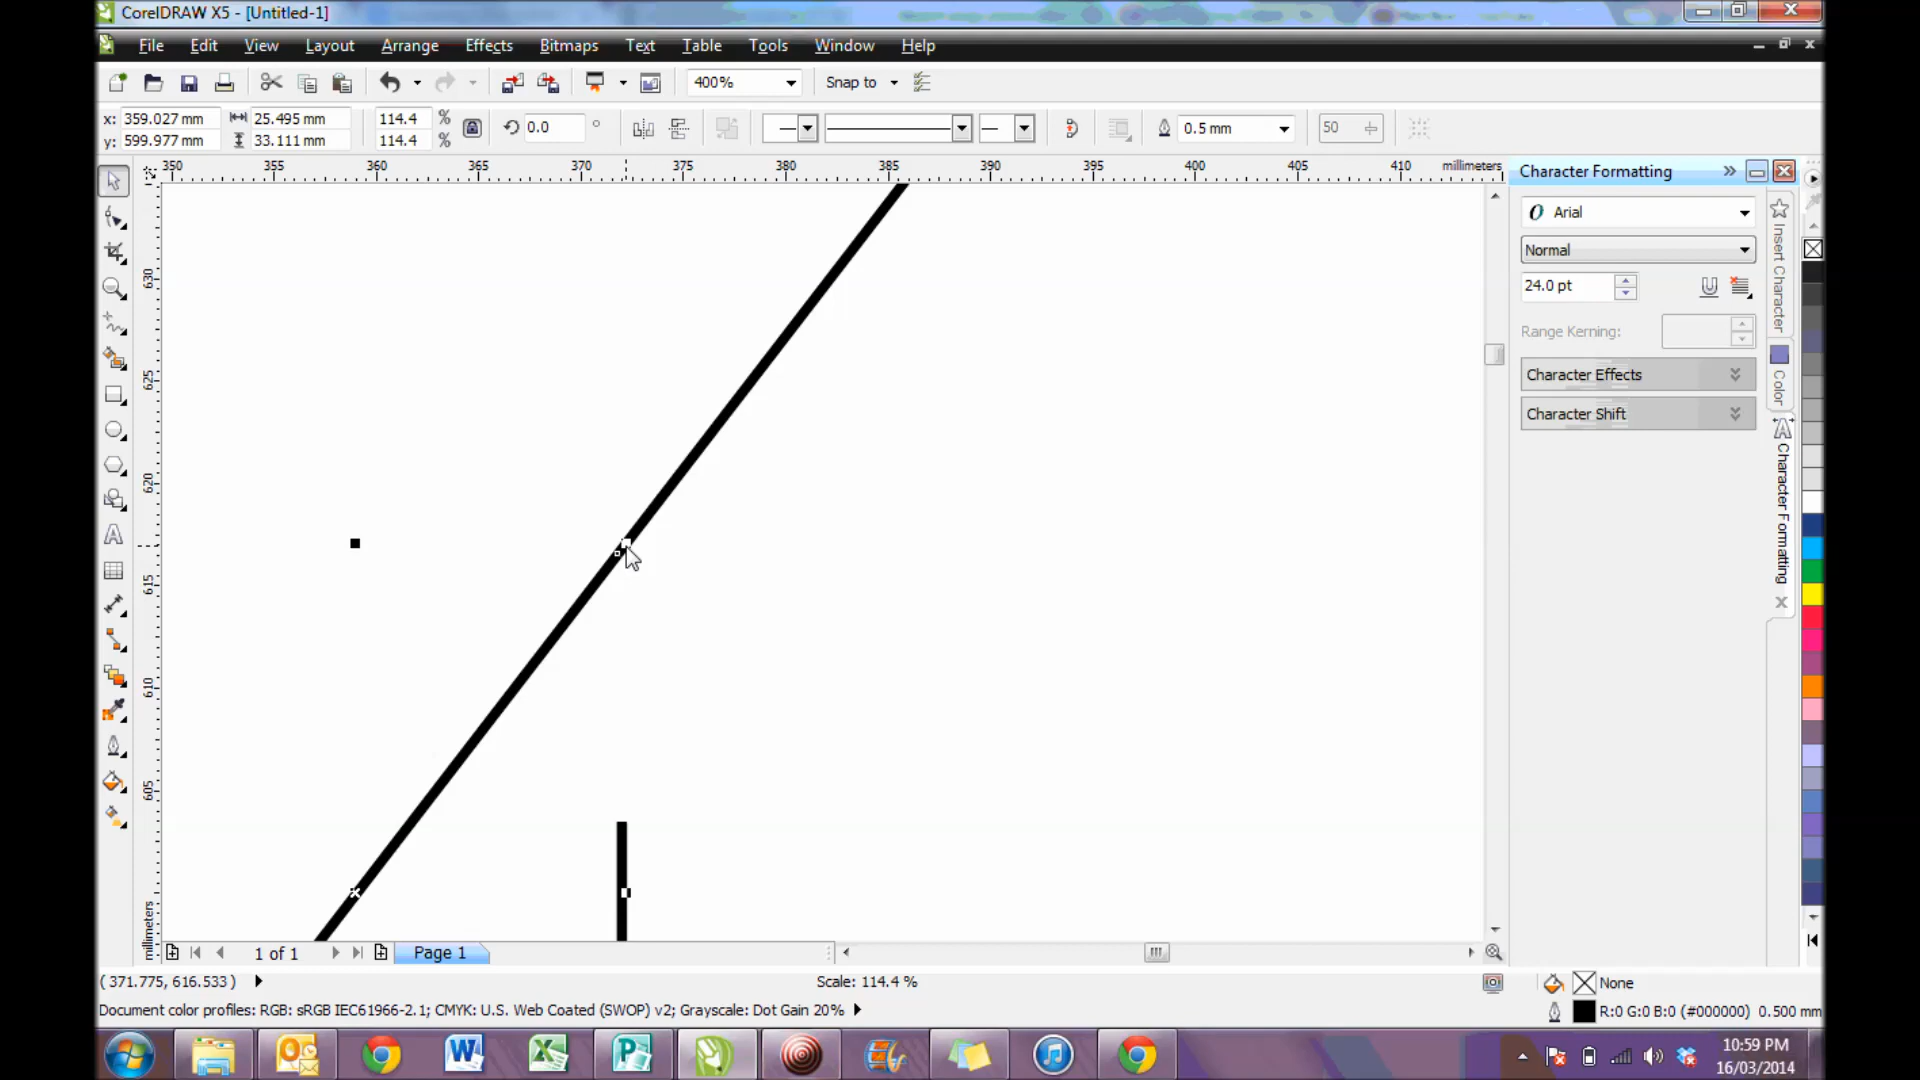 CorelDRAW X5 - [Untitled-1]
File Edit View Layout Arrange Effects Bitmaps Text Table Tools Window Help
400% Snap to
x: 359.027 mm 25.495 mm 114.4 % 0.0 ° 0.5 mm 50
y: 599.977 mm 33.111 mm 114.4 %
350 355 360 365 370 375 380 385 390 395 400 405 410 millimeters
630
625
620
615
610
605
millimeters
Character Formatting
Arial
Normal
24.0 pt
Range Kerning:
Character Effects
Character Shift
Insert Character
Color
Character Formatting
1 of 1 Page 1
( 371.775, 616.533 ) Scale: 114.4 % None
Document color profiles: RGB: sRGB IEC61966-2.1; CMYK: U.S. Web Coated (SWOP) v2; Grayscale: Dot Gain 20% R:0 G:0 B:0 (#000000) 0.500 mm
10:59 PM
16/03/2014